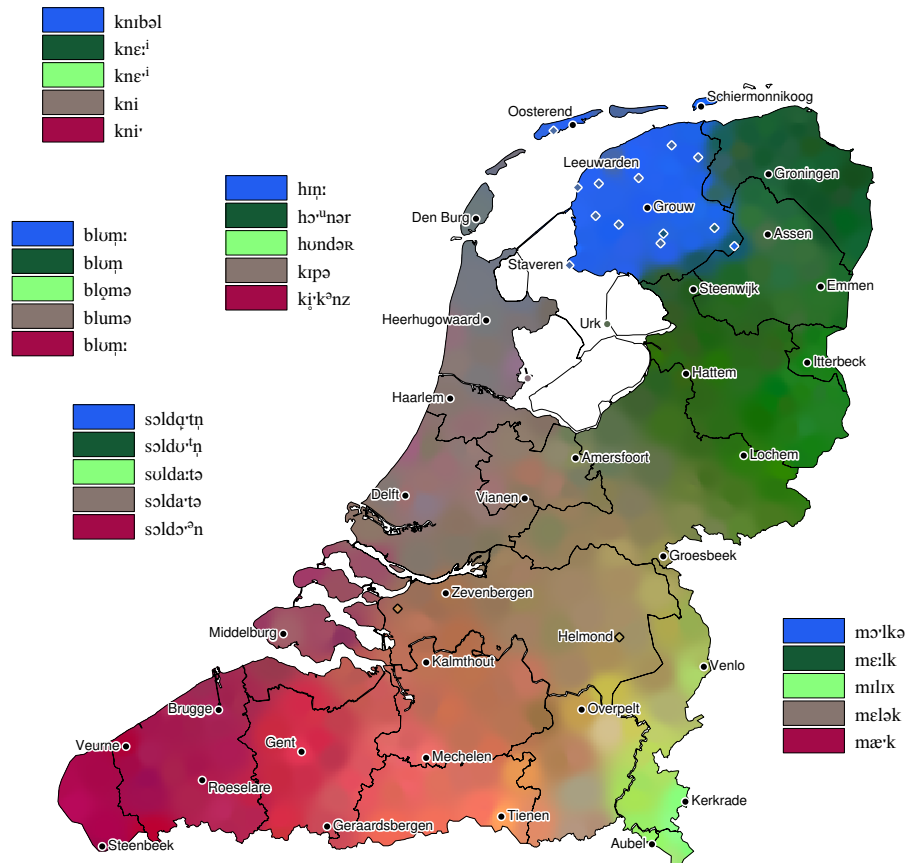 knɪbəl
knɛːⁱ
knɛˑⁱ
kni
kniˑ
Schiermonnikoog
Oosterend
Leeuwarden
Groningen
hɪn̩ː
hɔˑᵘnər
hʊndəʀ
kɪpə
ki̥ˑkᵊnz
Den Burg
Grouw
Assen
blʊm̩ː
blʊm̩
blo̞mə
blumə
blʊm̩ː
Staveren
Steenwijk
Emmen
Heerhugowaard
Urk
Hattem
Itterbeck
Haarlem
sɔldɑ̟ˑtn̩
sɔldʊˑᵗn̩
sʊldaːtə
sɔldaˑtə
sɔldɔˑᵊn
Amersfoort
Lochem
Delft
Vianen
Groesbeek
Zevenbergen
Middelburg
Helmond
mɔˑlkə
mɛːlk
mɪlɪx
mɛlək
mæˑk
Kalmthout
Venlo
Brugge
Overpelt
Veurne
Gent
Mechelen
Roeselare
Kerkrade
Geraardsbergen
Tienen
Steenbeek
Aubel